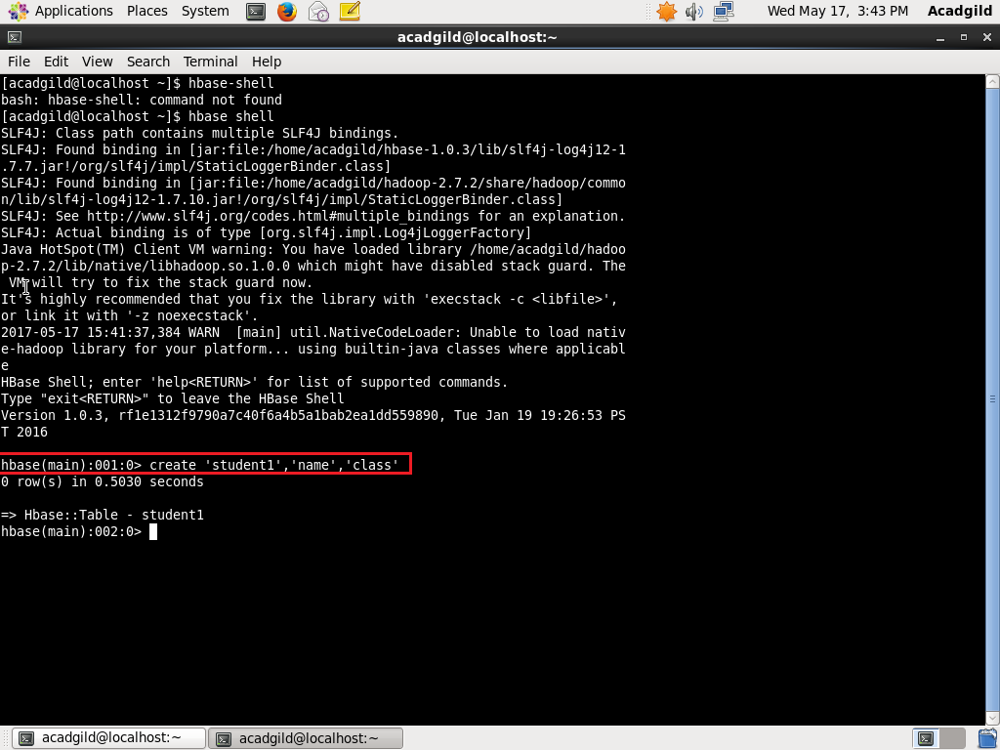 Applications Places System Wed May 17, 3:43 PM Acadgild
acadgild@localhost:~
File Edit View Search Terminal Help
[acadgild@localhost ~]$ hbase-shell
bash: hbase-shell: command not found
[acadgild@localhost ~]$ hbase shell
SLF4J: Class path contains multiple SLF4J bindings.
SLF4J: Found binding in [jar:file:/home/acadgild/hbase-1.0.3/lib/slf4j-log4j12-1
.7.7.jar!/org/slf4j/impl/StaticLoggerBinder.class]
SLF4J: Found binding in [jar:file:/home/acadgild/hadoop-2.7.2/share/hadoop/commo
n/lib/slf4j-log4j12-1.7.10.jar!/org/slf4j/impl/StaticLoggerBinder.class]
SLF4J: See http://www.slf4j.org/codes.html#multiple_bindings for an explanation.
SLF4J: Actual binding is of type [org.slf4j.impl.Log4jLoggerFactory]
Java HotSpot(TM) Client VM warning: You have loaded library /home/acadgild/hadoo
p-2.7.2/lib/native/libhadoop.so.1.0.0 which might have disabled stack guard. The
VM will try to fix the stack guard now.
It's highly recommended that you fix the library with 'execstack -c <libfile>',
or link it with '-z noexecstack'.
2017-05-17 15:41:37,384 WARN  [main] util.NativeCodeLoader: Unable to load nativ
e-hadoop library for your platform... using builtin-java classes where applicabl
e
HBase Shell; enter 'help<RETURN>' for list of supported commands.
Type "exit<RETURN>" to leave the HBase Shell
Version 1.0.3, rf1e1312f9790a7c40f6a4b5a1bab2ea1dd559890, Tue Jan 19 19:26:53 PS
T 2016
hbase(main):001:0> create 'student1','name','class'
0 row(s) in 0.5030 seconds
=> Hbase::Table - student1
hbase(main):002:0>
acadgild@localhost:~ acadgild@localhost:~